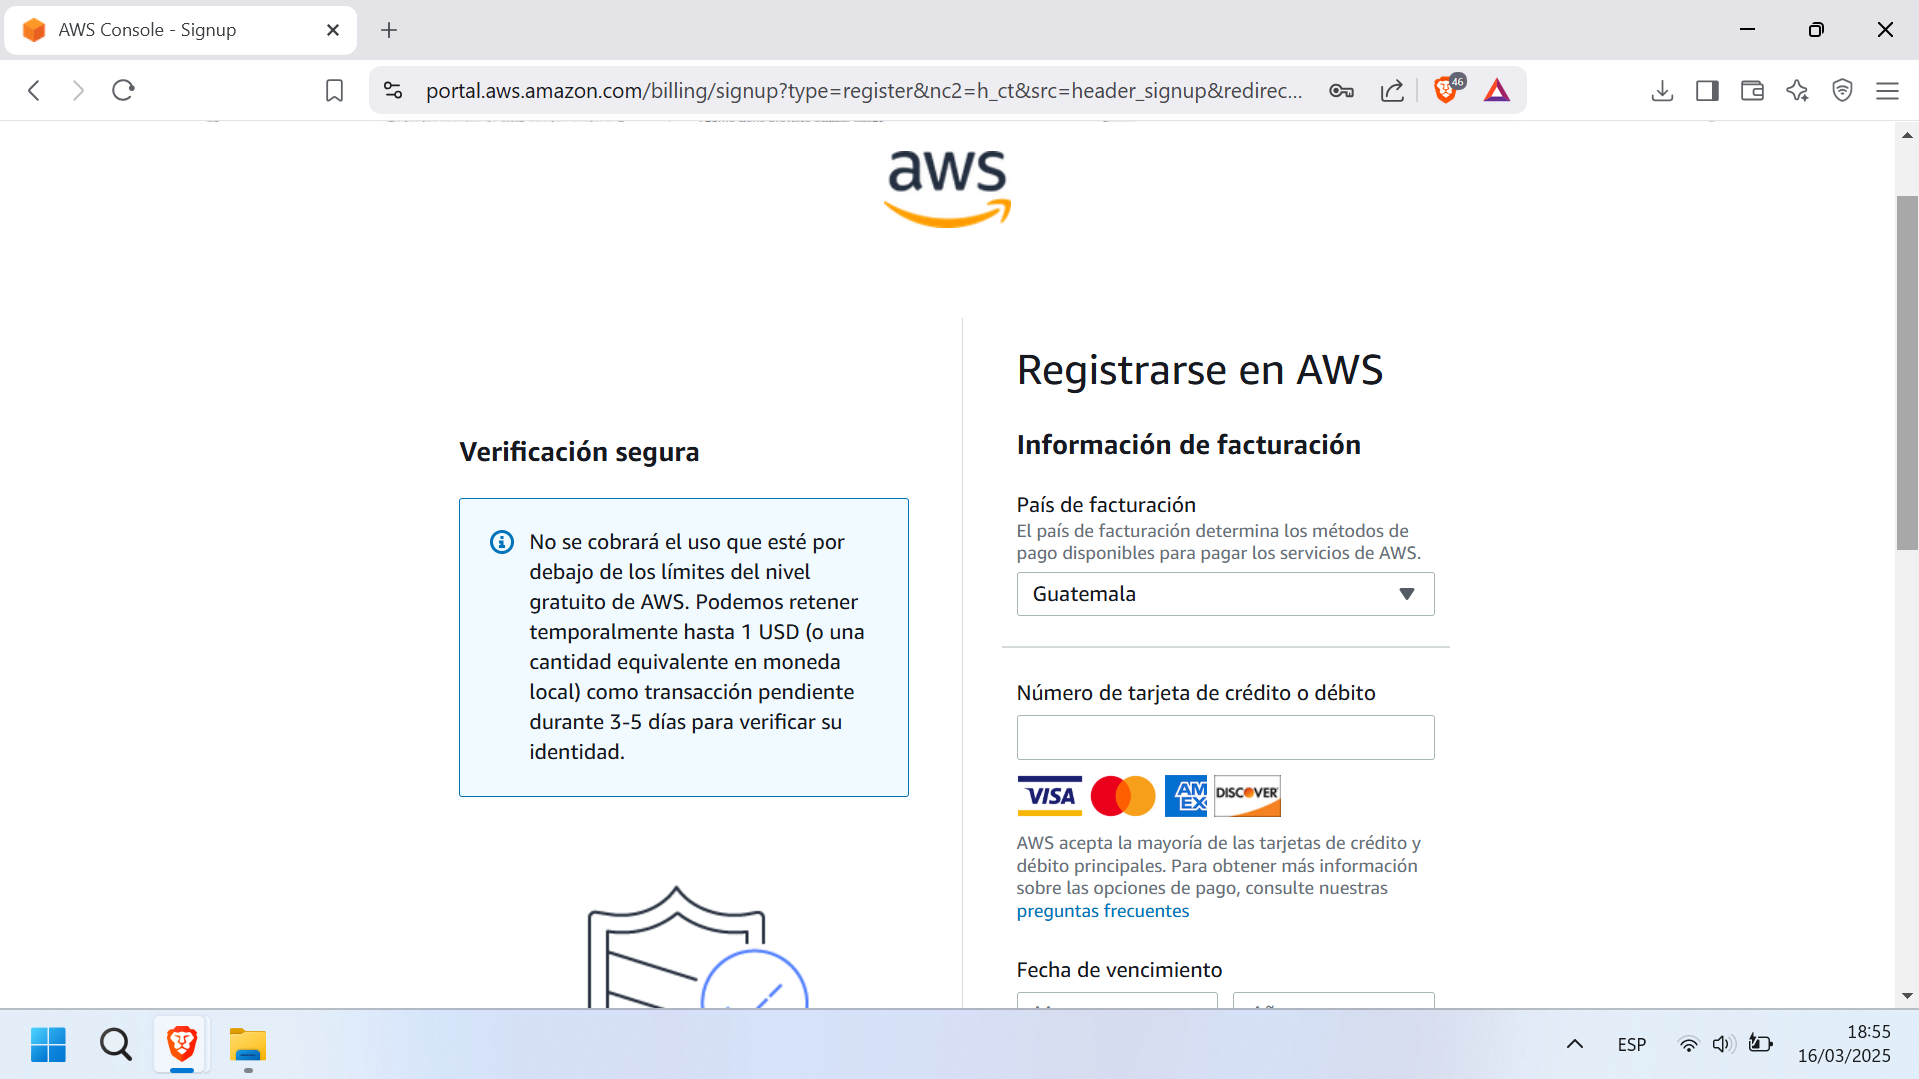 AWS Console - Signup
portal.aws.amazon.com/billing/signup?type=register&nc2=h_ct&src=header_signup&redirec...
46
aws
Registrarse en AWS
Verificación segura
Información de facturación
País de facturación
El país de facturación determina los métodos de
pago disponibles para pagar los servicios de AWS.
Guatemala
No se cobrará el uso que esté por
debajo de los límites del nivel
gratuito de AWS. Podemos retener
temporalmente hasta 1 USD (o una
cantidad equivalente en moneda
local) como transacción pendiente
durante 3-5 días para verificar su
identidad.
Número de tarjeta de crédito o débito
VISA AMEX DISCOVER
AWS acepta la mayoría de las tarjetas de crédito y
débito principales. Para obtener más información
sobre las opciones de pago, consulte nuestras
preguntas frecuentes
Fecha de vencimiento
ESP
18:55
16/03/2025